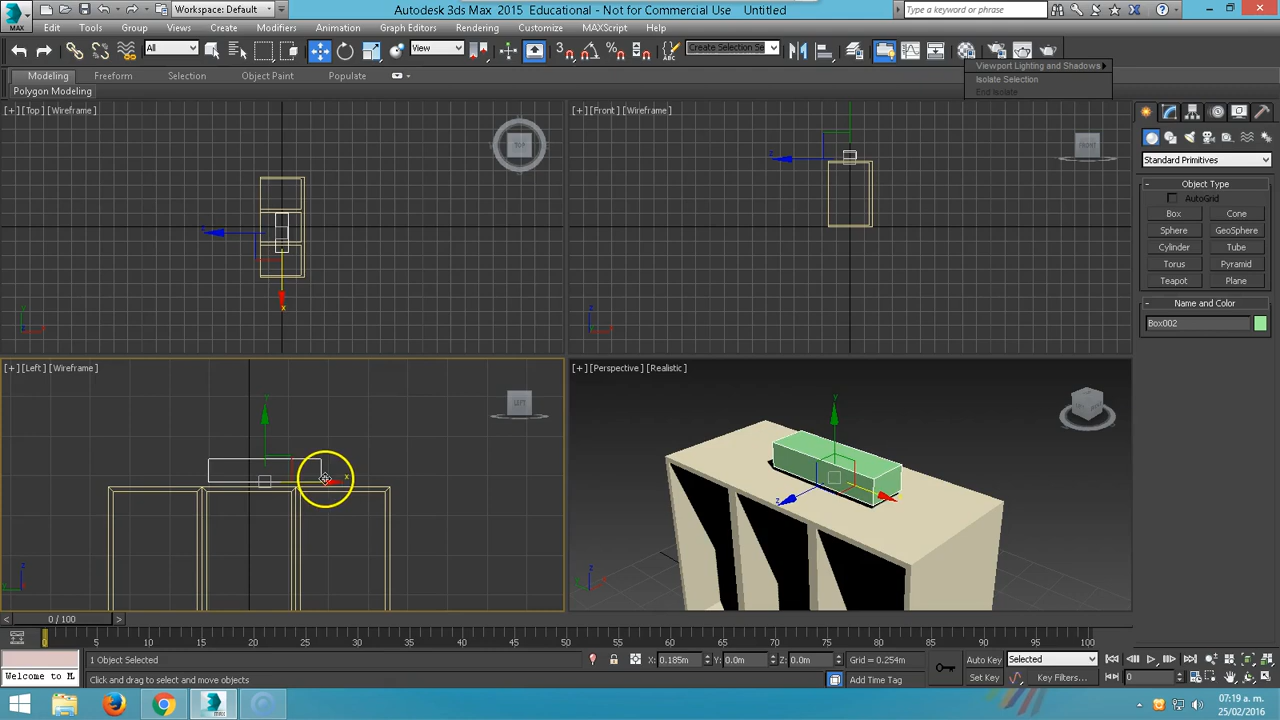 Workspace: Default
Autodesk 3ds Max 2015 Educational - Not for Commercial Use Untitled
Type a keyword or phrase
MAX
Edit Tools Group Views Create Modifiers Animation Graph Editors Rendering Customize MAXScript Help
All
View
Create Selection Se
Modeling Freeform Selection Object Paint Populate
Polygon Modeling
Viewport Lighting and Shadows
Isolate Selection
End Isolate
[+] [Top] [Wireframe]
TOP
[+] [Front] [Wireframe]
FRONT
Standard Primitives
Object Type
AutoGrid
Box Cone
Sphere GeoSphere
Cylinder Tube
Torus Pyramid
Teapot Plane
Name and Color
Box002
[+] [Left] [Wireframe]
LEFT
[+] [Perspective] [Realistic]
0 / 100
0 5 10 15 20 25 30 35 40 45 50 55 60 65 70 75 80 85 90 95 100
1 Object Selected
X: 0.185m Y: 0.0m Z: 0.0m Grid = 0.254m
Auto Key Selected
Welcome to M
Click and drag to select and move objects
Add Time Tag
Set Key Key Filters... 0
07:19 a. m.
25/02/2016